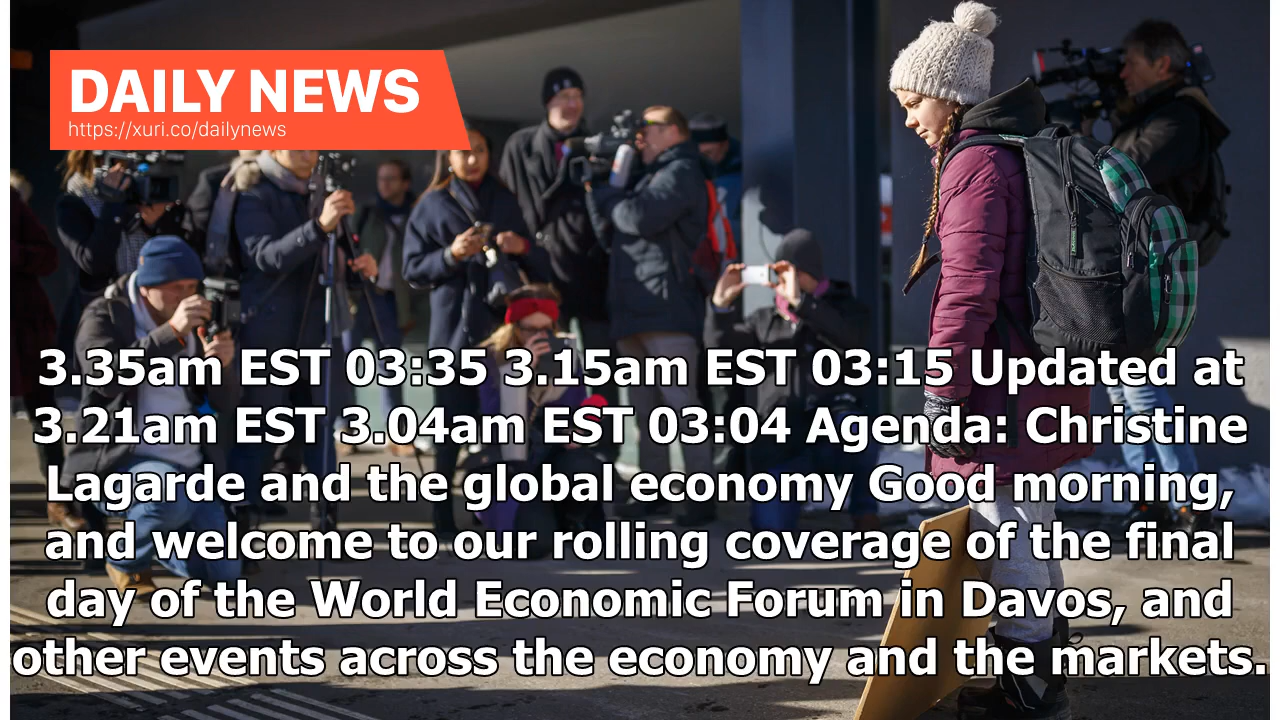 DAILY NEWS
https://xuri.co/dailynews
3.35am EST 03:35 3.15am EST 03:15 Updated at
3.21am EST 3.04am EST 03:04 Agenda: Christine
Lagarde and the global economy Good morning,
and welcome to our rolling coverage of the final
day of the World Economic Forum in Davos, and
other events across the economy and the markets.